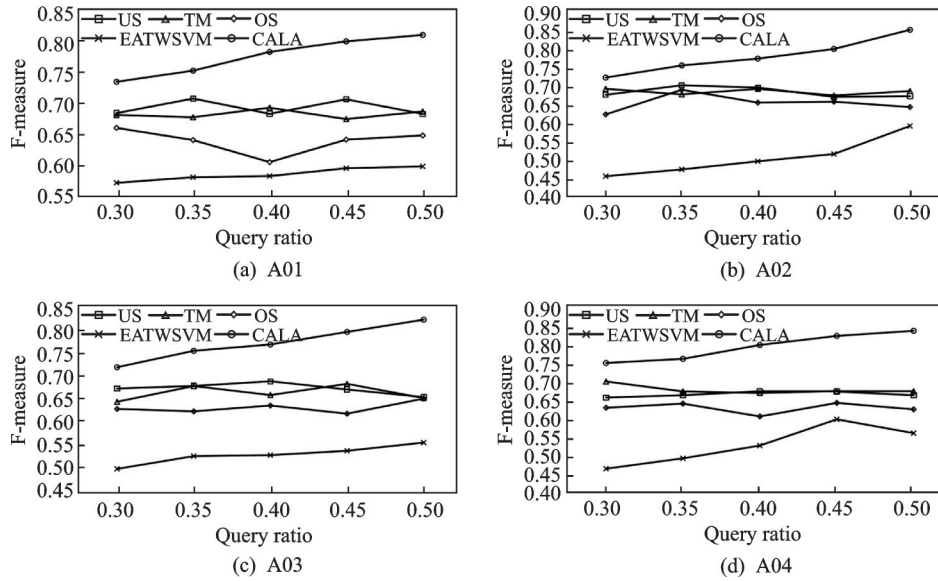 US TM OS
EATWSVM CALA
F-measure
0.85
0.80
0.75
0.70
0.65
0.60
0.55
0.30 0.35 0.40 0.45 0.50
Query ratio
(a) A01
US TM OS
EATWSVM CALA
F-measure
0.90
0.85
0.80
0.75
0.70
0.65
0.60
0.55
0.50
0.45
0.40
0.30 0.35 0.40 0.45 0.50
Query ratio
(b) A02
US TM OS
EATWSVM CALA
F-measure
0.85
0.80
0.75
0.70
0.65
0.60
0.55
0.50
0.45
0.30 0.35 0.40 0.45 0.50
Query ratio
(c) A03
US TM OS
EATWSVM CALA
F-measure
0.90
0.85
0.80
0.75
0.70
0.65
0.60
0.55
0.50
0.45
0.40
0.30 0.35 0.40 0.45 0.50
Query ratio
(d) A04